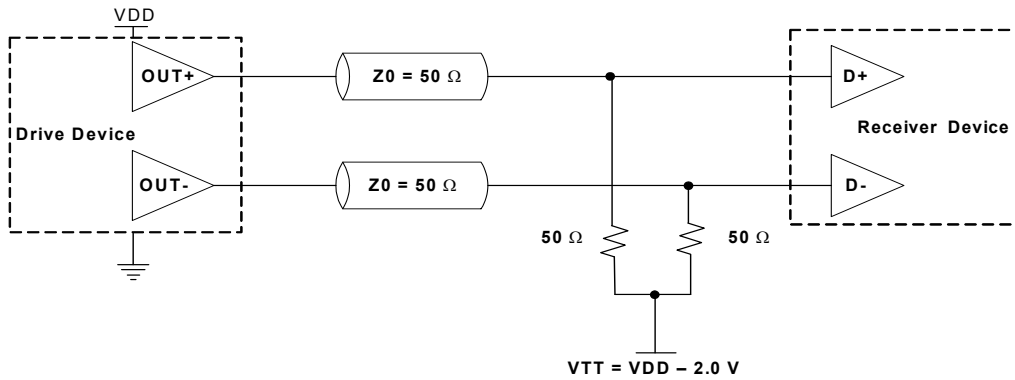 VDD
OUT+
Z0 = 50 Ω
D+
Drive Device
Receiver Device
OUT-
Z0 = 50 Ω
D-
50 Ω
50 Ω
VTT = VDD – 2.0 V